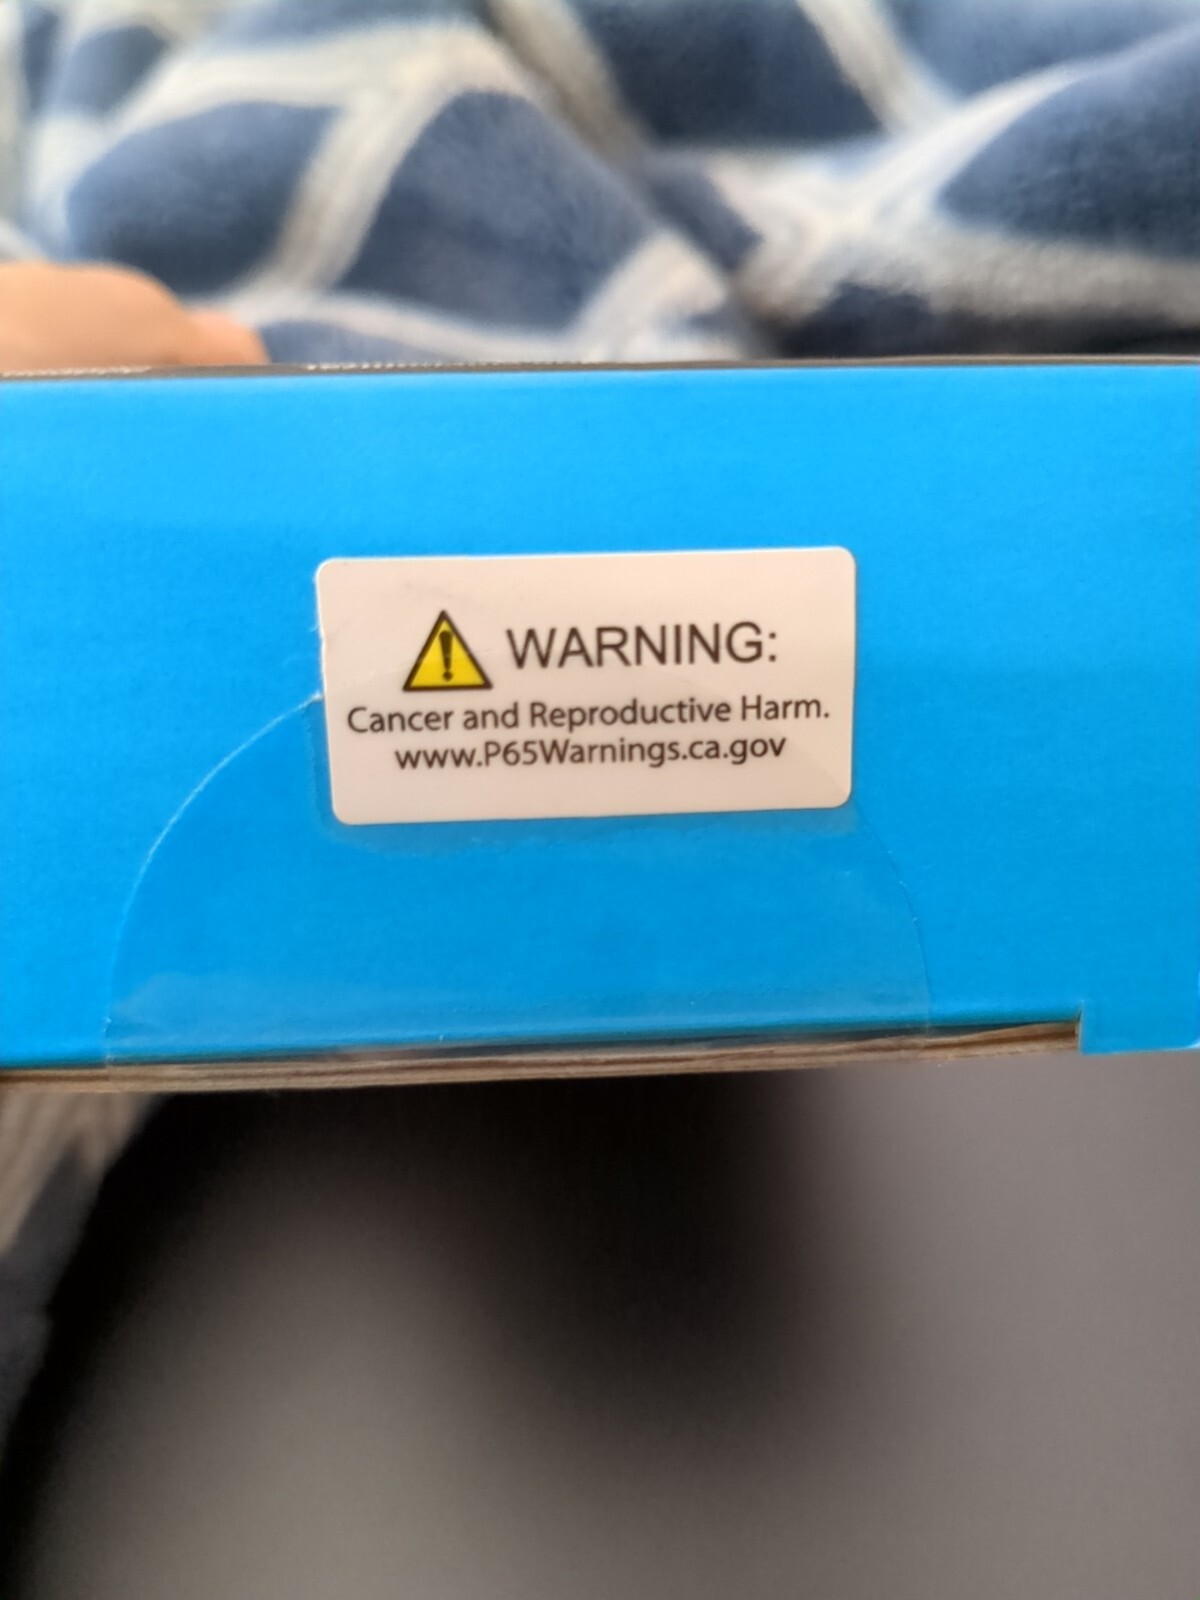 WARNING:
Cancer and Reproductive Harm.
www.P65Warnings.ca.gov